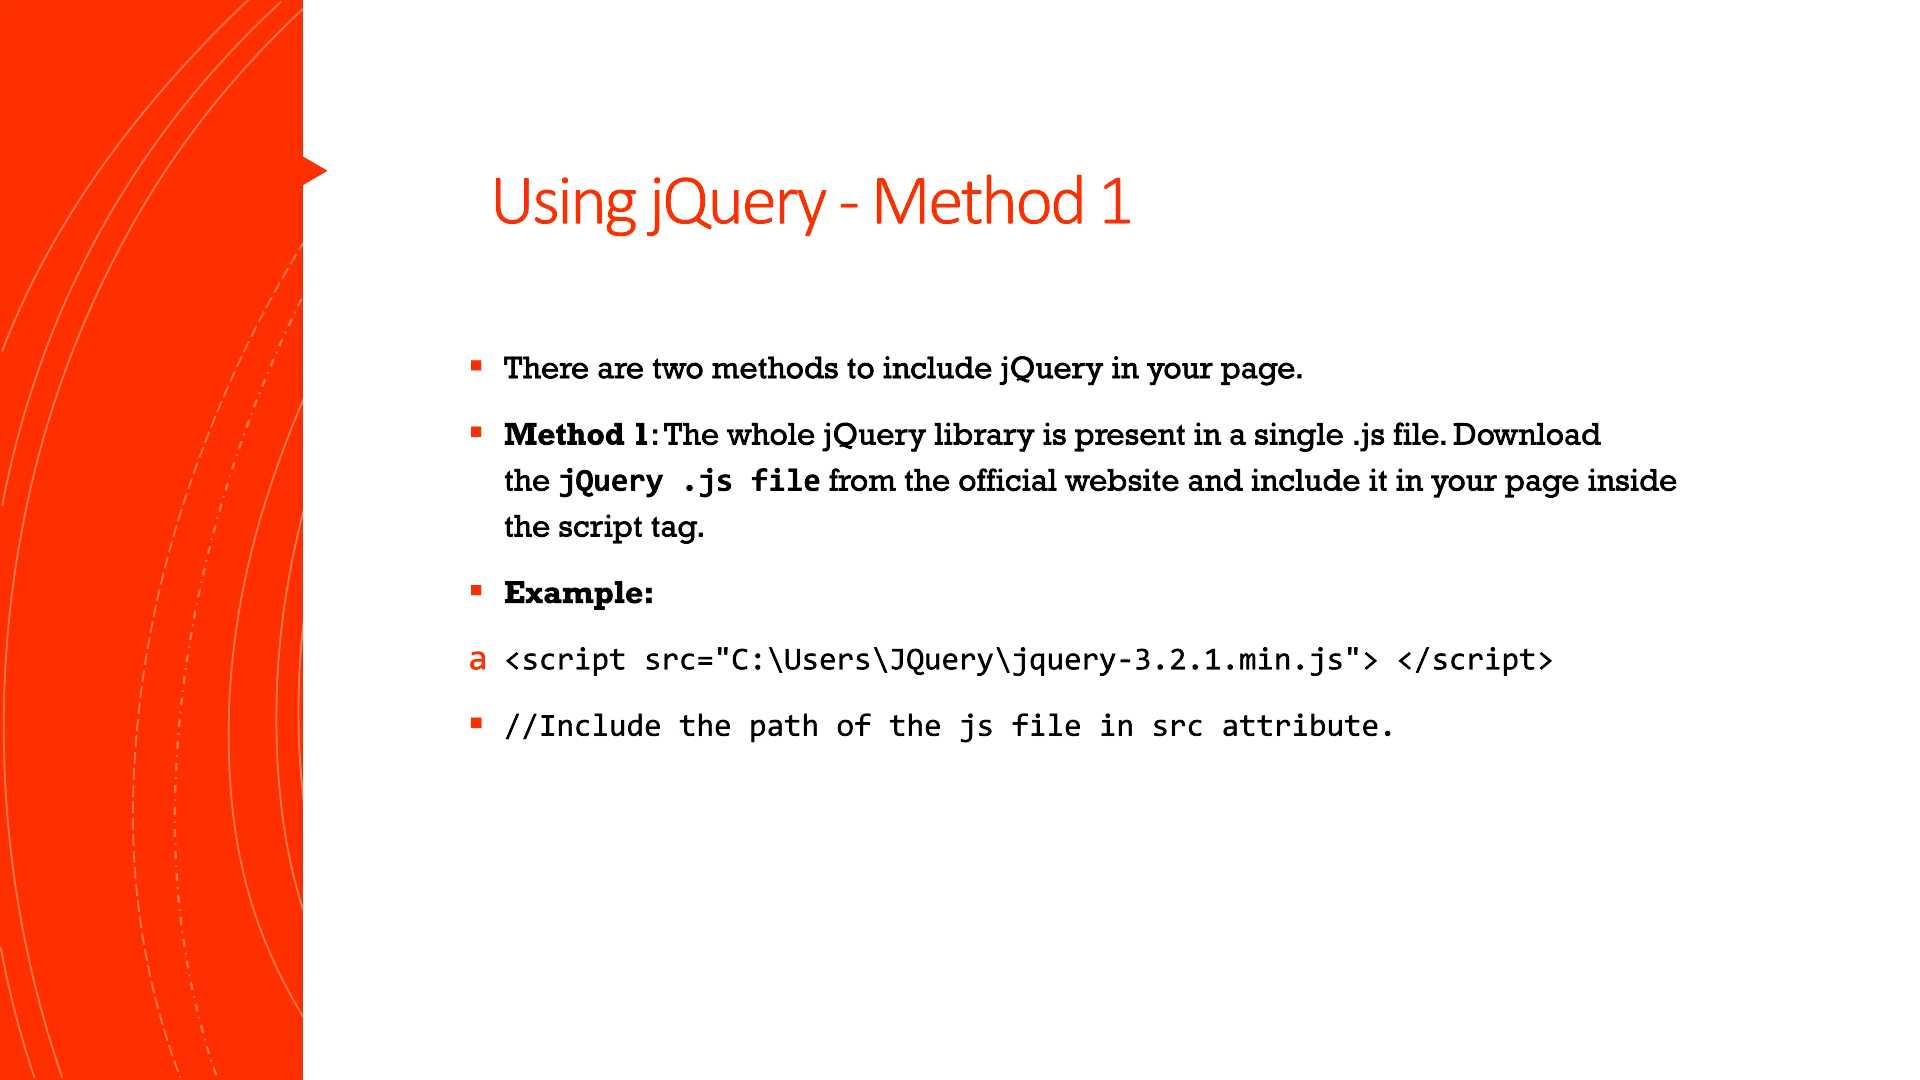 Using jQuery - Method 1
There are two methods to include jQuery in your page.
Method 1: The whole jQuery library is present in a single .js file. Download
the jQuery .js file from the official website and include it in your page inside
the script tag.
Example:
a <script src="C:\Users\JQuery\jquery-3.2.1.min.js"> </script>
//Include the path of the js file in src attribute.